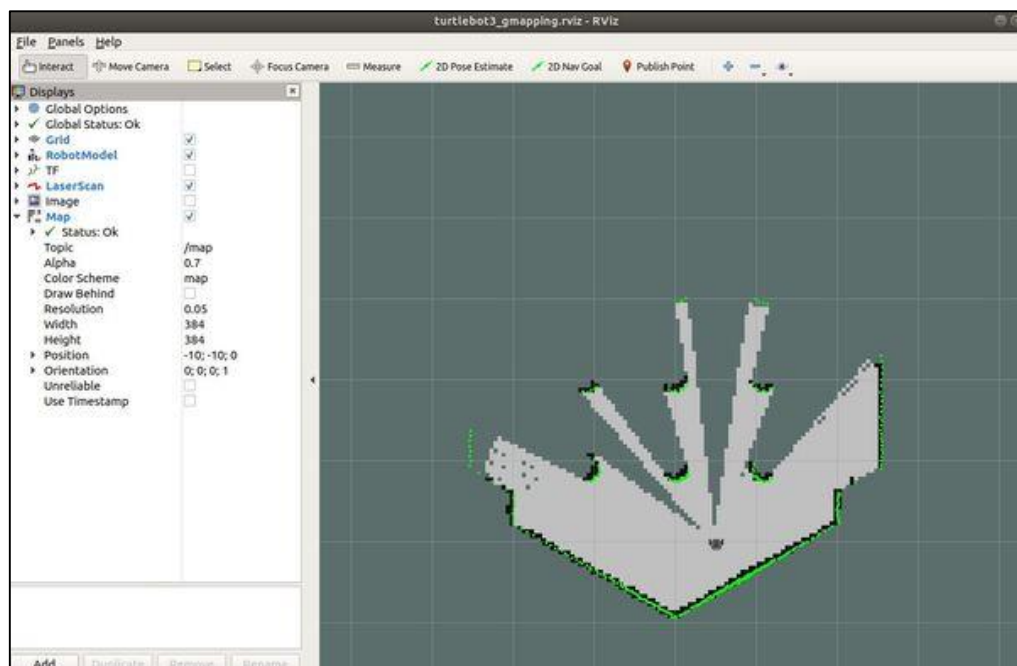 turtlebot3_gmapping.rviz - RViz
File Panels Help
Interact Move Camera Select Focus Camera Measure 2D Pose Estimate 2D Nav Goal Publish Point
Displays
Global Options
Global Status: Ok
Grid
RobotModel
TF
LaserScan
Image
Map
Status: Ok
Topic /map
Alpha 0.7
Color Scheme map
Draw Behind
Resolution 0.05
Width 384
Height 384
Position -10; -10; 0
Orientation 0; 0; 0; 1
Unreliable
Use Timestamp
Add Duplicate Remove Rename